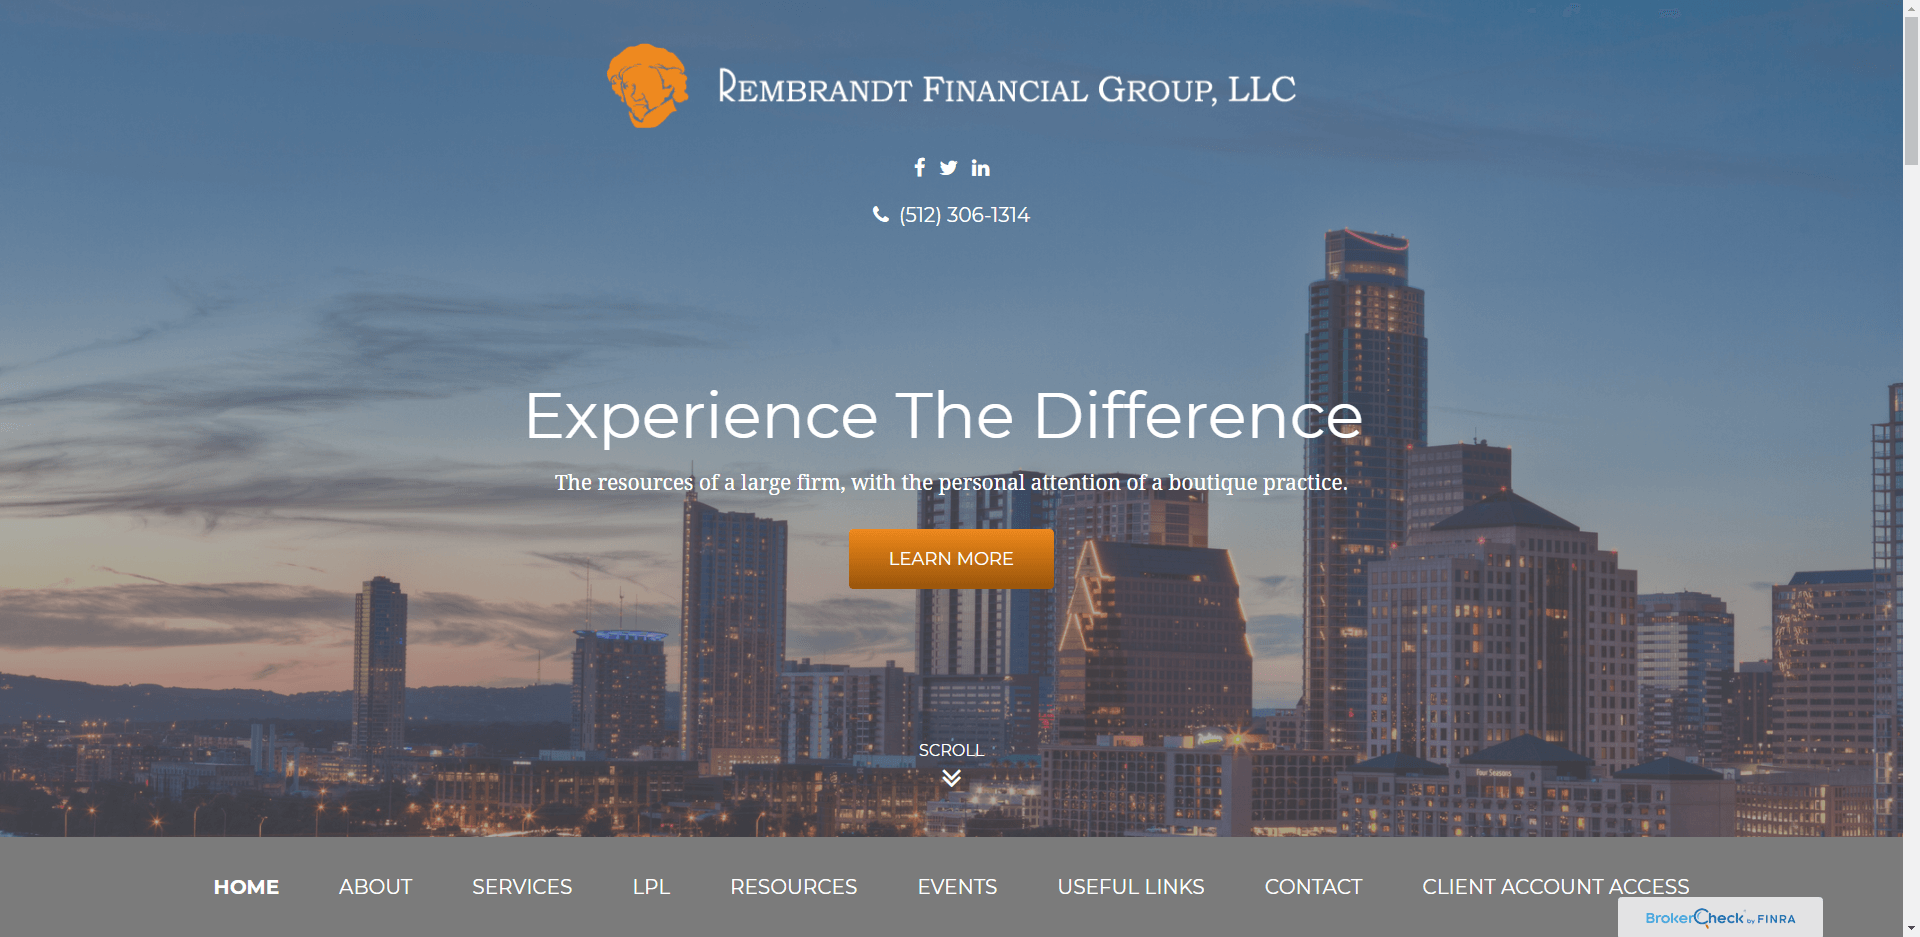 REMBRANDT FINANCIAL GROUP, LLC
(512) 306-1314
Experience The Difference
The resources of a large firm, with the personal attention of a boutique practice.
LEARN MORE
SCROLL
Four Seasons
HOME ABOUT SERVICES LPL RESOURCES EVENTS USEFUL LINKS CONTACT CLIENT ACCOUNT ACCESS
BrokerCheck by FINRA